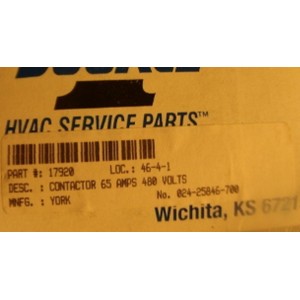 HVAC SERVICE PARTS™
PART #: 17920 LOC.: 46-4-1
DESC.: CONTACTOR 65 AMPS 480 VOLTS
MNFG.: YORK No. 024-25846-700
Wichita, KS 6721